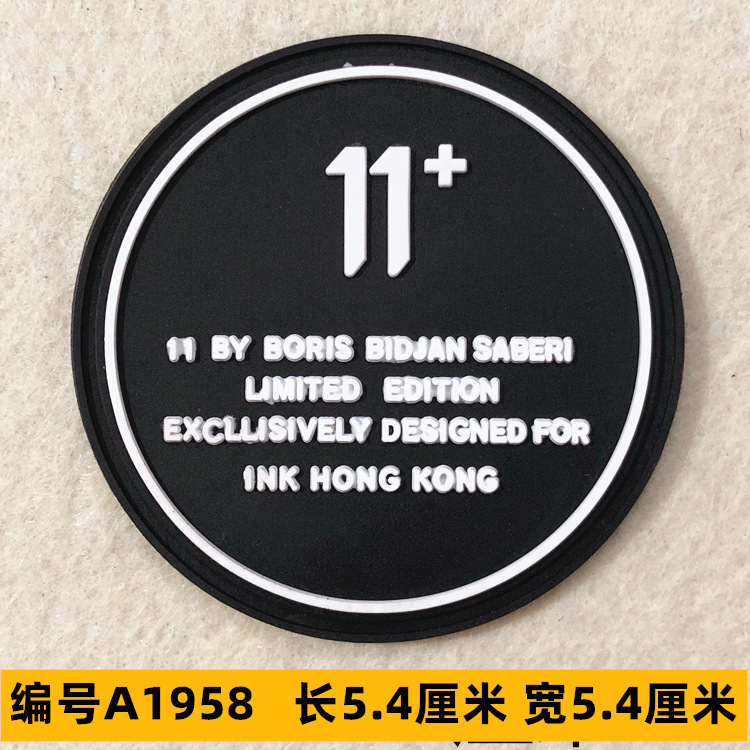 11+
11 BY BORIS BIDJAN SABERI
LIMITED EDITION
EXCLLISIVELY DESIGNED FOR
INK HONG KONG
编号A1958 长5.4厘米 宽5.4厘米